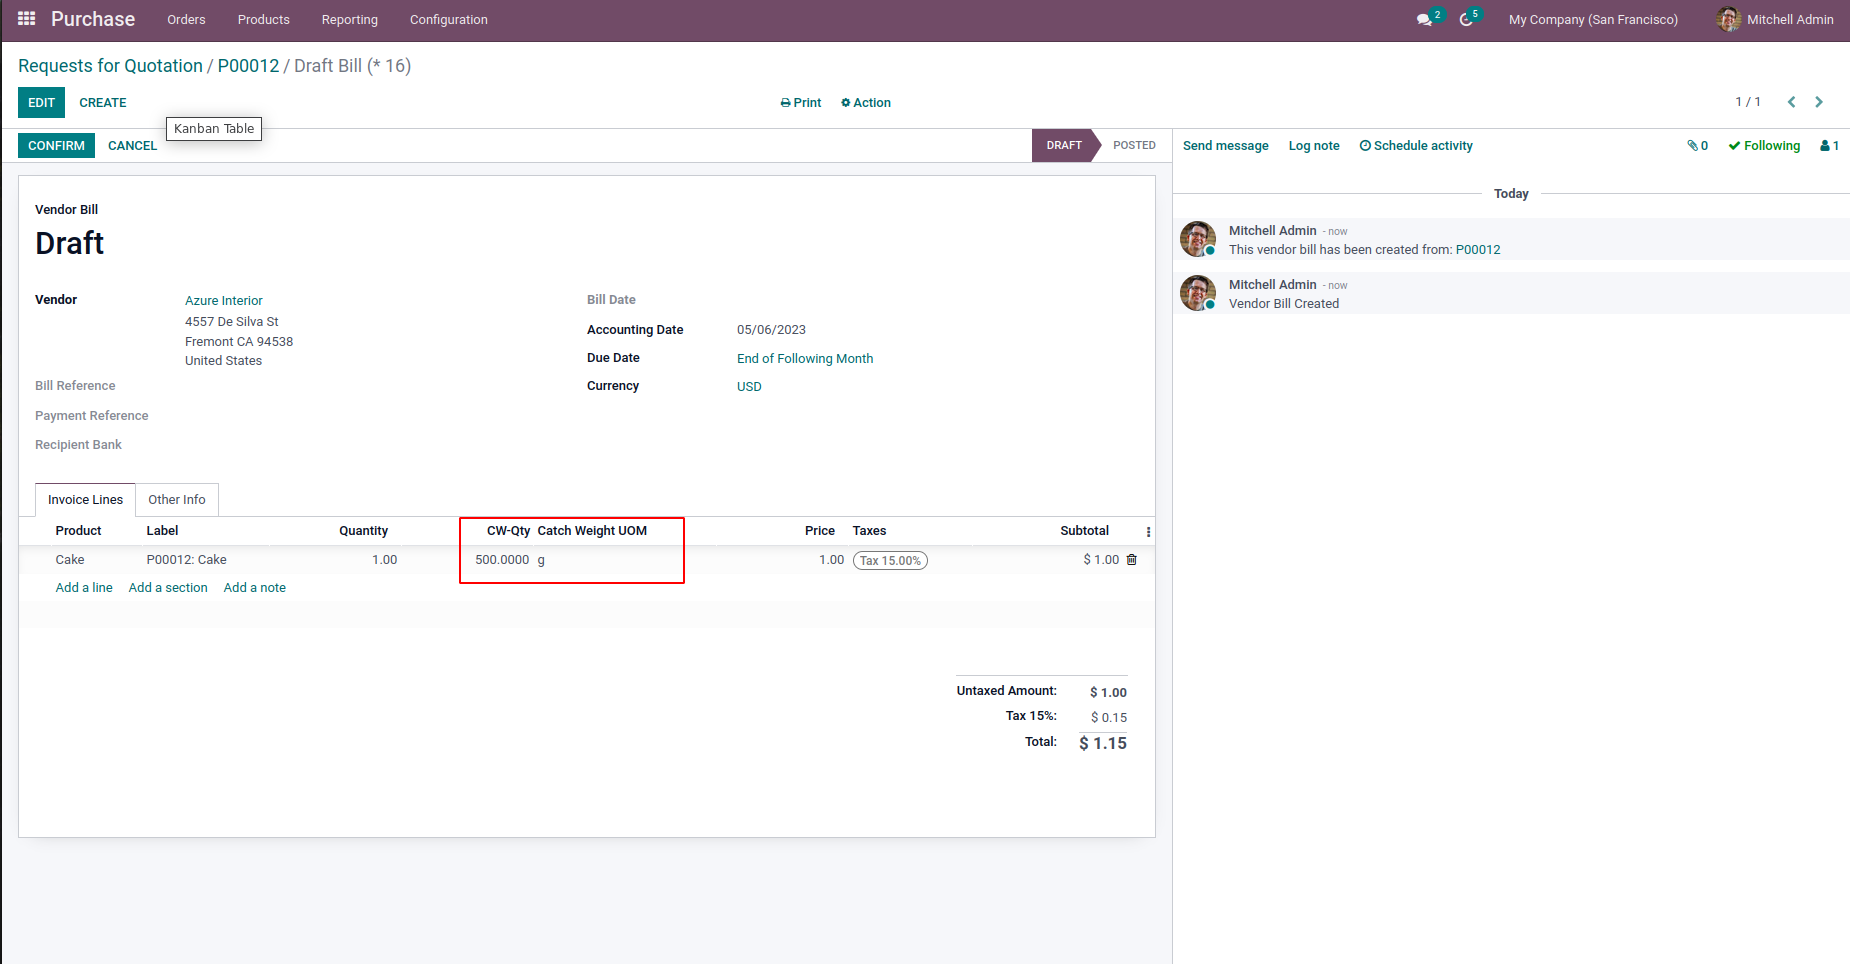 Purchase Orders Products Reporting Configuration 2 5 My Company (San Francisco) Mitchell Admin
Requests for Quotation / P00012 / Draft Bill (* 16)
EDIT CREATE Print Action 1 / 1
Kanban Table
CONFIRM CANCEL DRAFT POSTED Send message Log note Schedule activity 0 Following 1
Today
Vendor Bill
Draft
Mitchell Admin - now
This vendor bill has been created from: P00012
Mitchell Admin - now
Vendor Bill Created
Vendor Azure Interior Bill Date
4557 De Silva St
Accounting Date 05/06/2023
Fremont CA 94538
United States Due Date End of Following Month
Bill Reference Currency USD
Payment Reference
Recipient Bank
Invoice Lines Other Info
Product Label Quantity CW-Qty Catch Weight UOM Price Taxes Subtotal
Cake P00012: Cake 1.00 500.0000 g 1.00 Tax 15.00% $ 1.00
Add a line Add a section Add a note
Untaxed Amount: $ 1.00
Tax 15%: $ 0.15
Total: $ 1.15